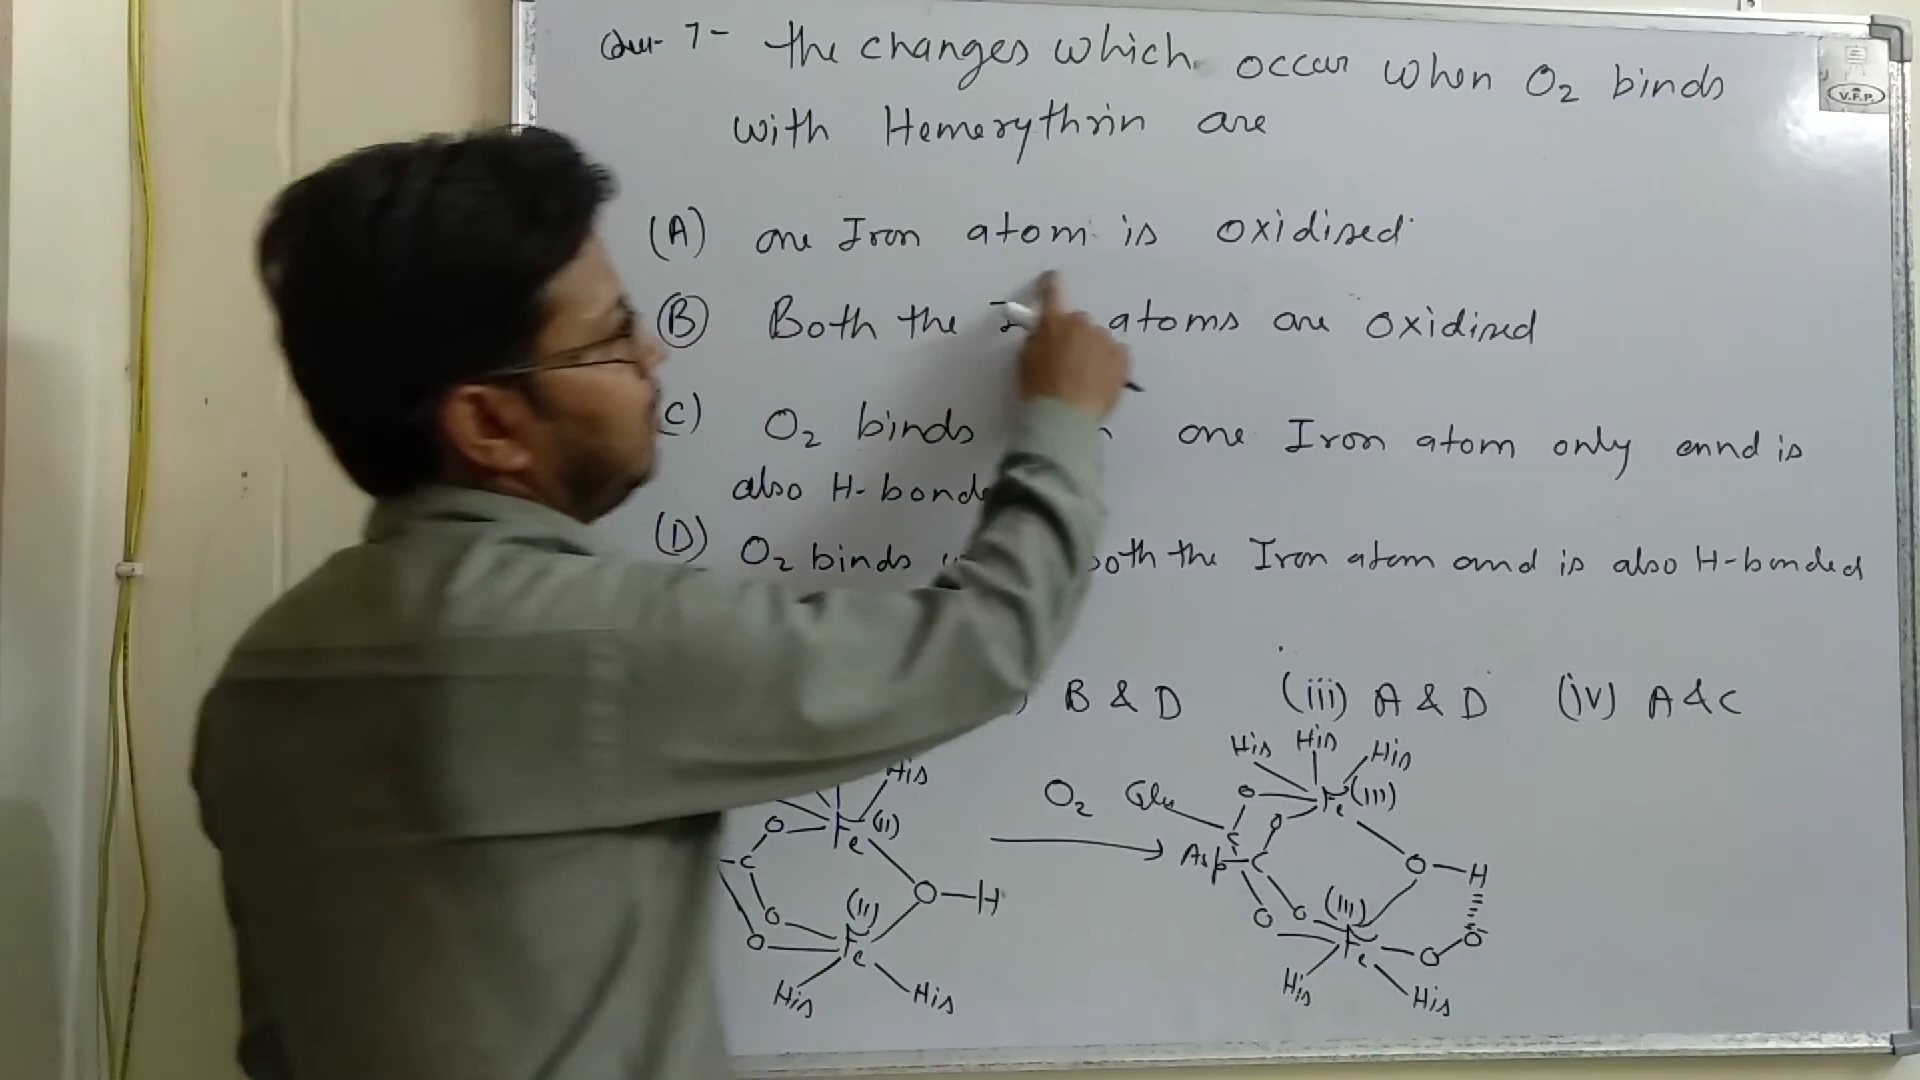 Que- 7- the changes which occur when O2 binds
with Hemerythrin are
(A) one Iron atom is oxidised
(B) Both the atoms are oxidised
(C) O2 binds one Iron atom only ennd is
also H-bonde
(D) O2 binds both the Iron atom and is also H-bonded
B & D (iii) A & D (iv) A & C
His His His
His O2 Glu O Fe (III)
O Fe (II) O C
C Asp C O-H
(II) O-H (III)
O O O O
O Fe Fe O O
His His His His
V.F.P.